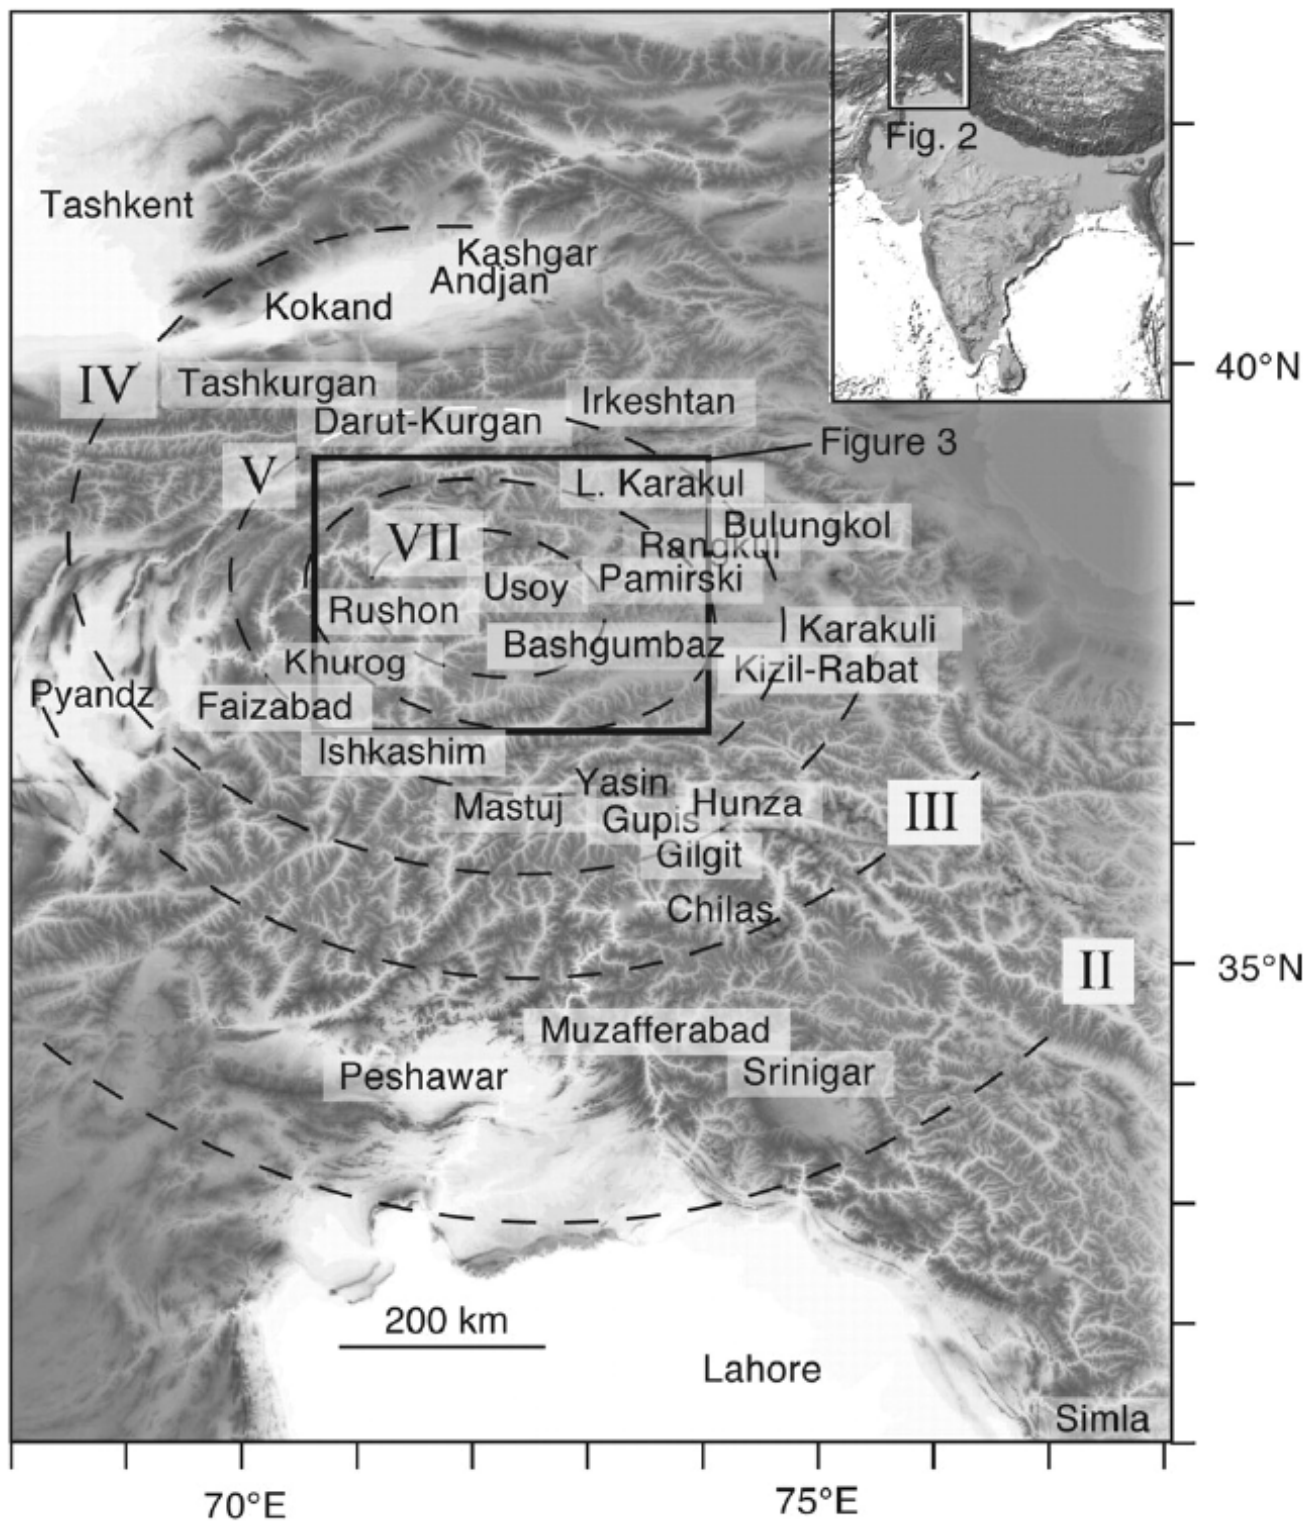 Fig. 2
Tashkent
Kashgar
Andjan
Kokand
40°N
IV
Tashkurgan
Irkeshtan
Darut-Kurgan
Figure 3
V
L. Karakul
Bulungkol
VII
Rangkul
Pamirski
Usoy
Rushon
Karakuli
Bashgumbaz
Khurog
Kizil-Rabat
Pyandz
Faizabad
Ishkashim
Yasin
Mastuj
Hunza
III
Gupis
Gilgit
Chilas
35°N
II
Muzafferabad
Peshawar
Srinigar
200 km
Lahore
Simla
70°E
75°E